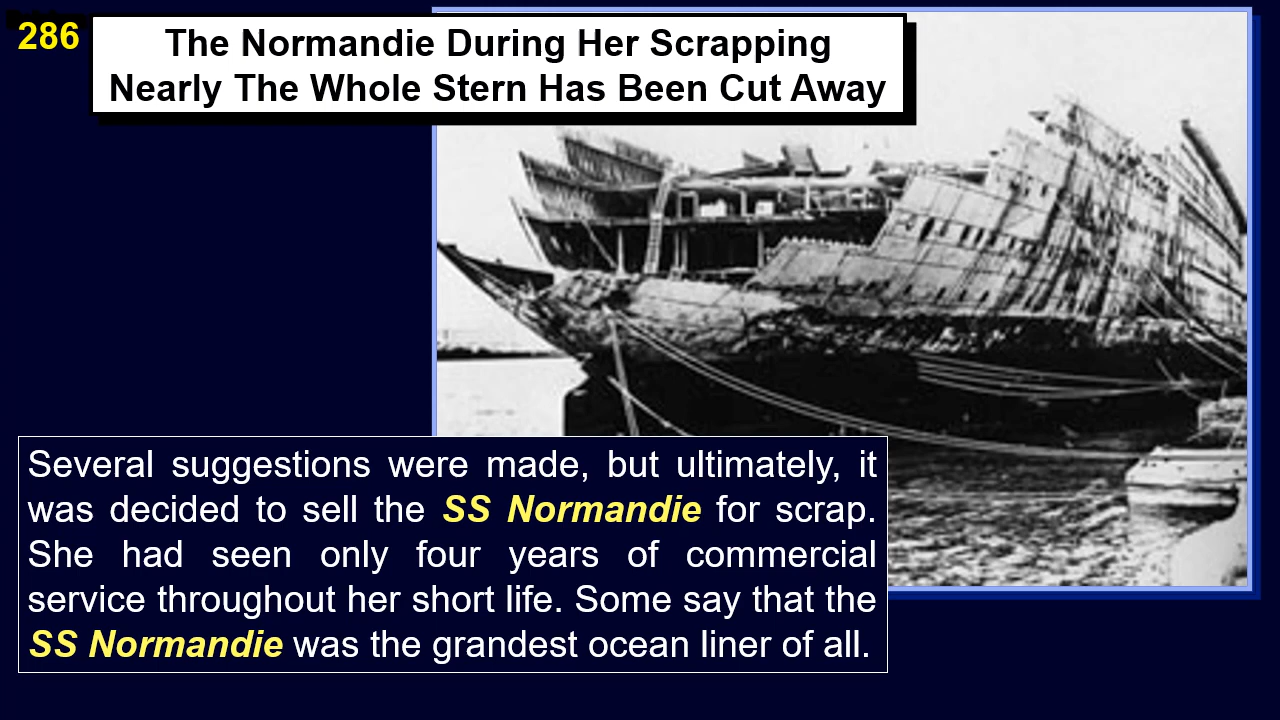 286
The Normandie During Her Scrapping
Nearly The Whole Stern Has Been Cut Away
Several suggestions were made, but ultimately, it
was decided to sell the SS Normandie for scrap.
She had seen only four years of commercial
service throughout her short life. Some say that the
SS Normandie was the grandest ocean liner of all.